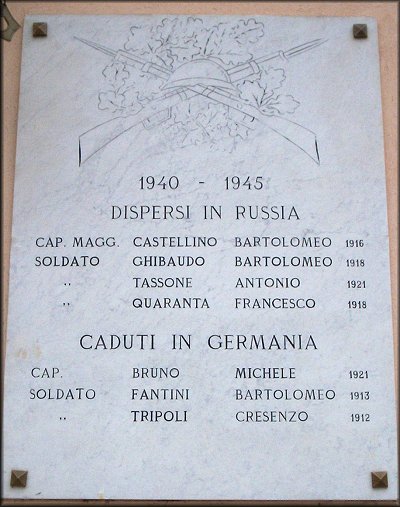 1940 - 1945
DISPERSI IN RUSSIA
CAP. MAGG. CASTELLINO BARTOLOMEO 1916
SOLDATO GHIBAUDO BARTOLOMEO 1918
,, TASSONE ANTONIO 1921
,, QUARANTA FRANCESCO 1918
CADUTI IN GERMANIA
CAP. BRUNO MICHELE 1921
SOLDATO FANTINI BARTOLOMEO 1913
,, TRIPOLI CRESENZO 1912